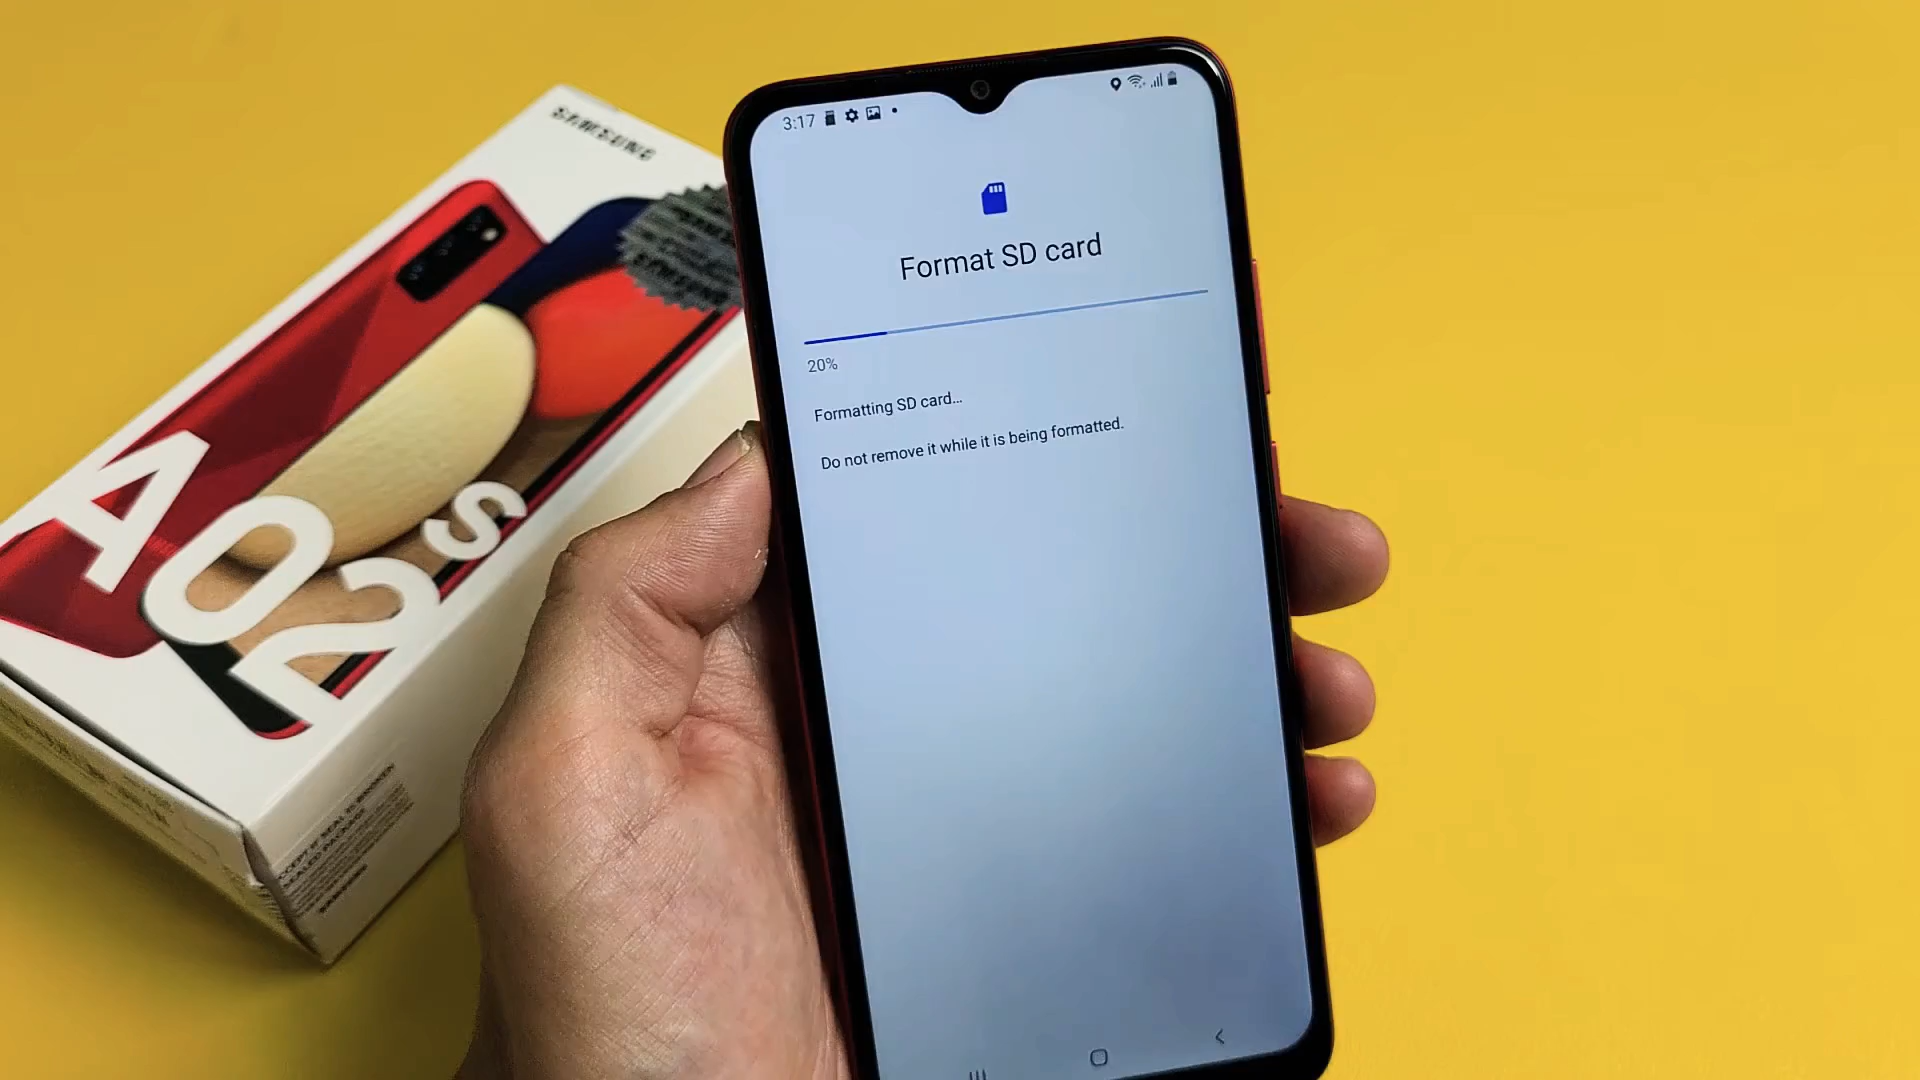 SAMSUNG
A02s
3:17
Format SD card
20%
Formatting SD card...
Do not remove it while it is being formatted.